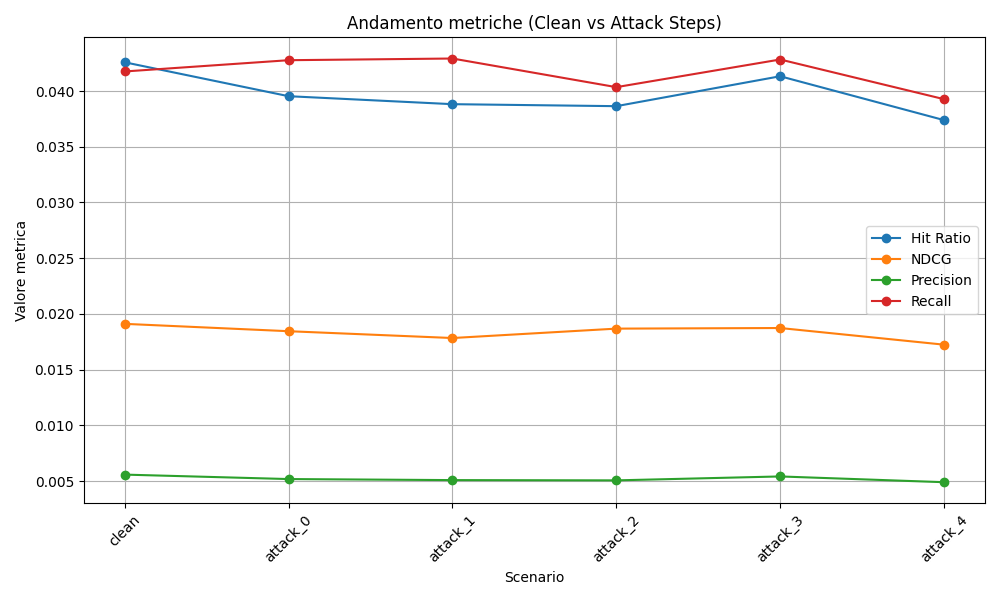 Andamento metriche (Clean vs Attack Steps)
Valore metrica
0.040
0.035
0.030
0.025
0.020
0.015
0.010
0.005
Hit Ratio
NDCG
Precision
Recall
clean
attack_0
attack_1
attack_2
attack_3
attack_4
Scenario